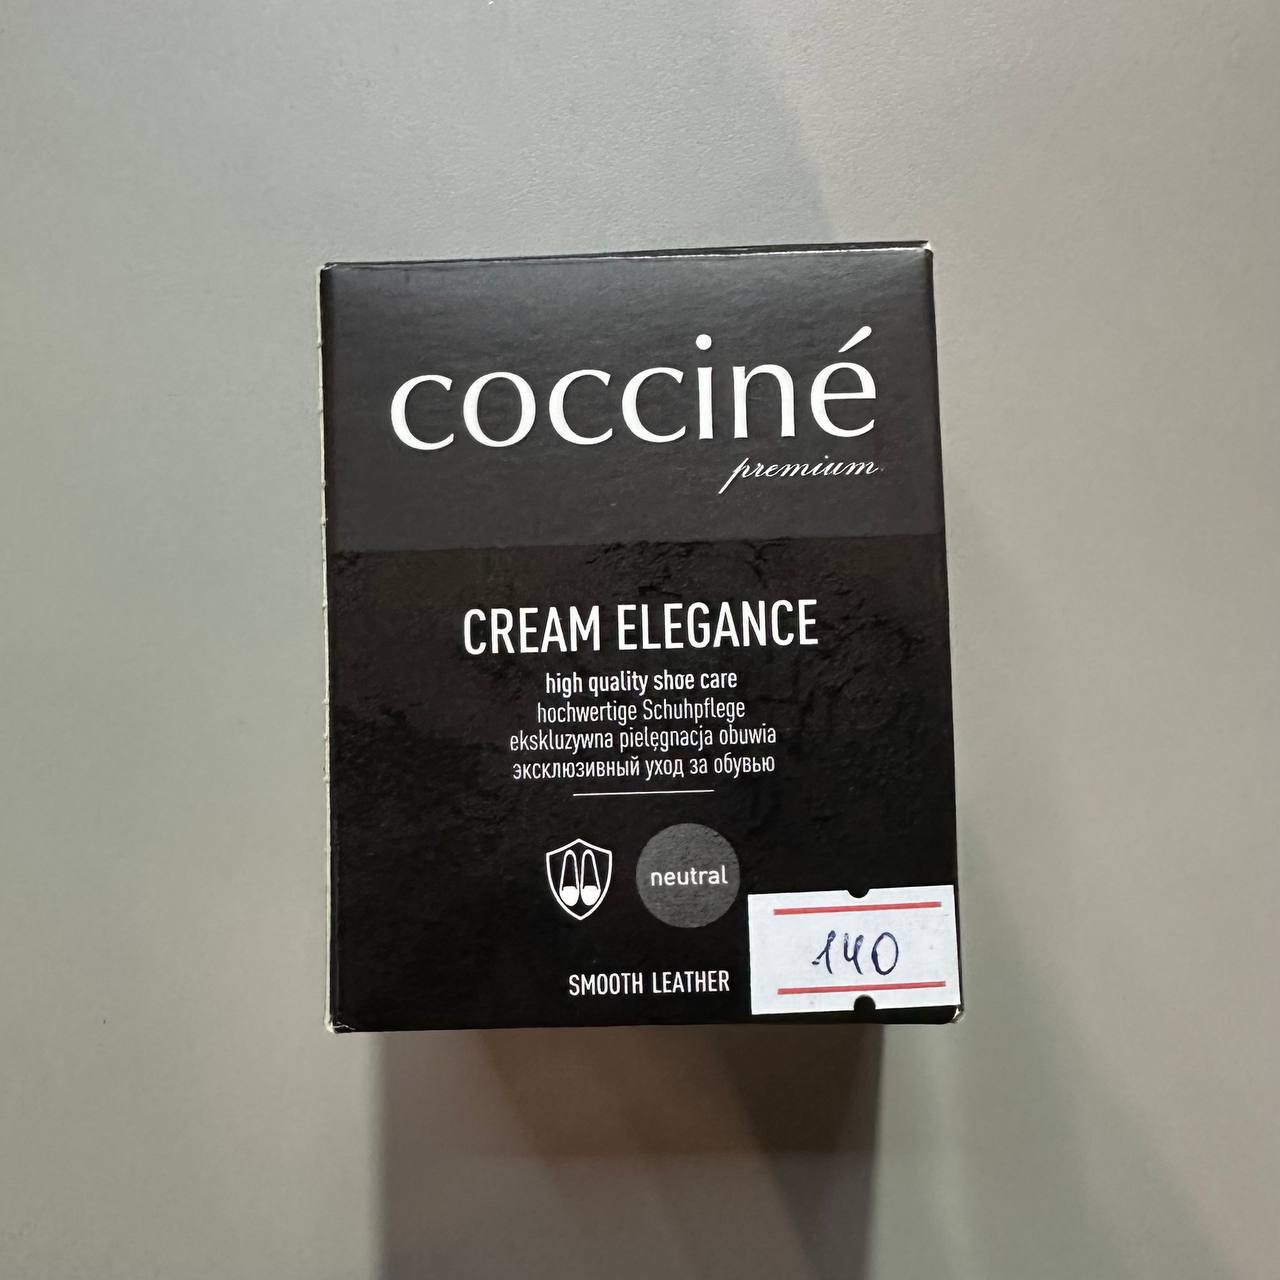 cocciné
premium
CREAM ELEGANCE
high quality shoe care
hochwertige Schuhpflege
ekskluzywna pielęgnacja obuwia
эксклюзивный уход за обувью
neutral
140
SMOOTH LEATHER